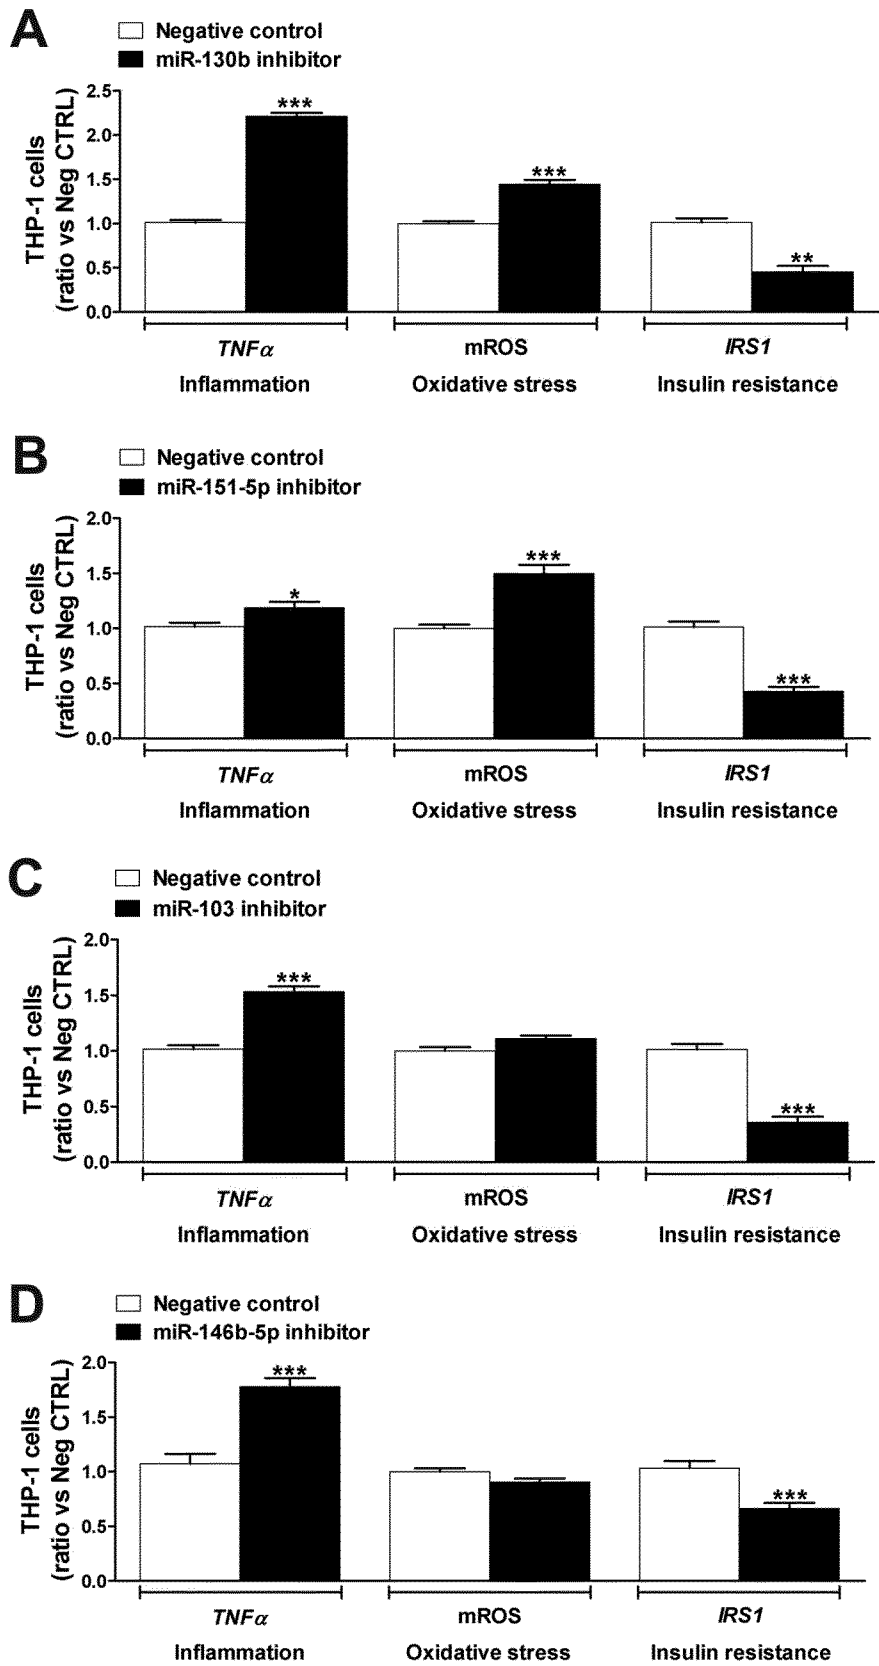 A
Negative control
miR-130b inhibitor
THP-1 cells
(ratio vs Neg CTRL)
2.5
2.0
1.5
1.0
0.5
0.0
***
***
**
TNFα
mROS
IRS1
Inflammation
Oxidative stress
Insulin resistance
B
Negative control
miR-151-5p inhibitor
THP-1 cells
(ratio vs Neg CTRL)
2.0
1.5
1.0
0.5
0.0
*
***
***
TNFα
mROS
IRS1
Inflammation
Oxidative stress
Insulin resistance
C
Negative control
miR-103 inhibitor
THP-1 cells
(ratio vs Neg CTRL)
2.0
1.5
1.0
0.5
0.0
***
***
TNFα
mROS
IRS1
Inflammation
Oxidative stress
Insulin resistance
D
Negative control
miR-146b-5p inhibitor
THP-1 cells
(ratio vs Neg CTRL)
2.0
1.5
1.0
0.5
0.0
***
***
TNFα
mROS
IRS1
Inflammation
Oxidative stress
Insulin resistance